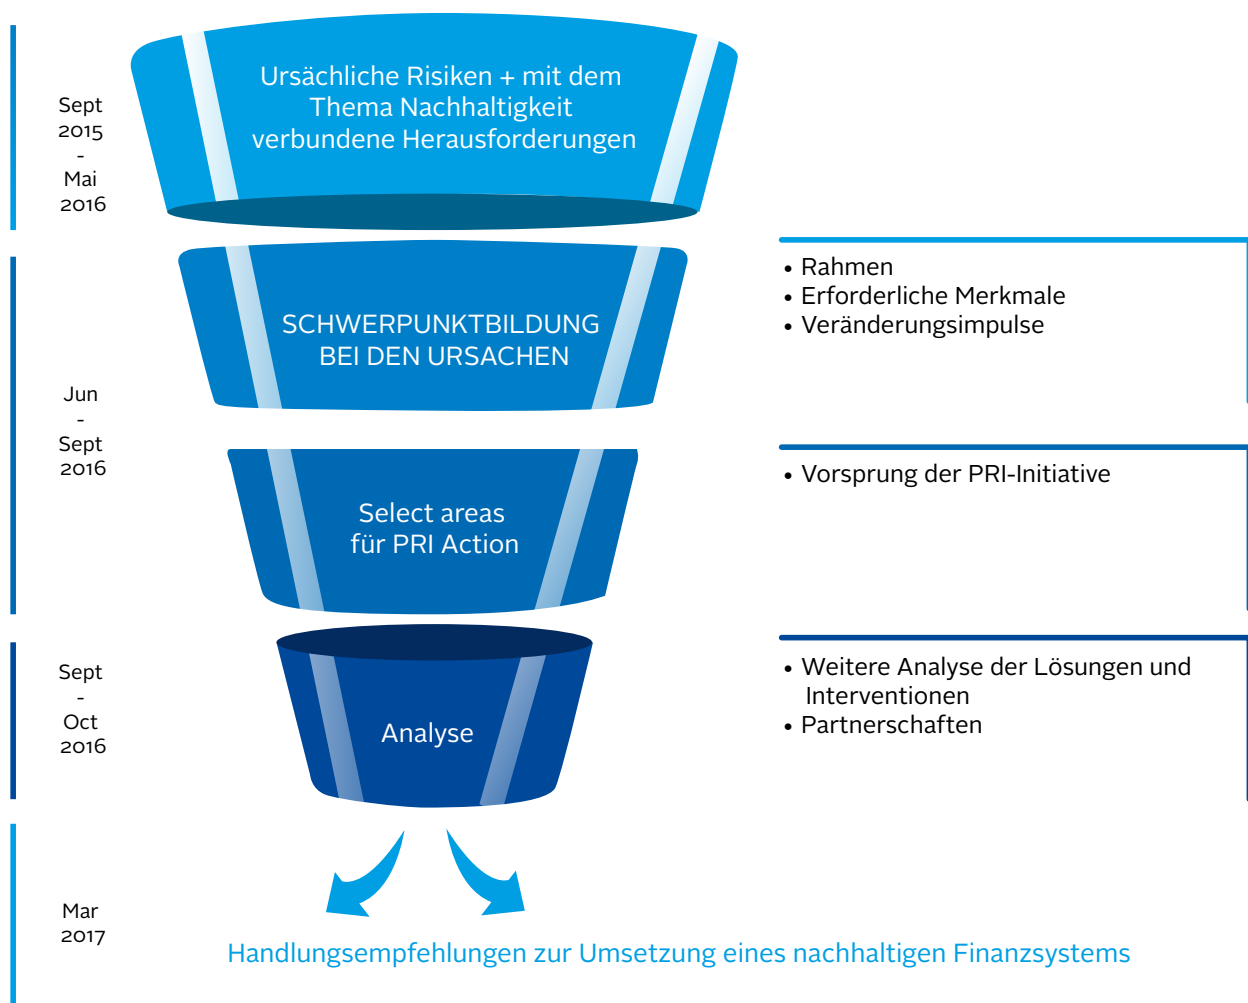 Sept
2015
-
Mai
2016
Ursächliche Risiken + mit dem
Thema Nachhaltigkeit
verbundene Herausforderungen
Jun
-
Sept
2016
SCHWERPUNKTBILDUNG
BEI DEN URSACHEN
• Rahmen
• Erforderliche Merkmale
• Veränderungsimpulse
Select areas
für PRI Action
• Vorsprung der PRI-Initiative
Sept
-
Oct
2016
Analyse
• Weitere Analyse der Lösungen und
Interventionen
• Partnerschaften
Mar
2017
Handlungsempfehlungen zur Umsetzung eines nachhaltigen Finanzsystems